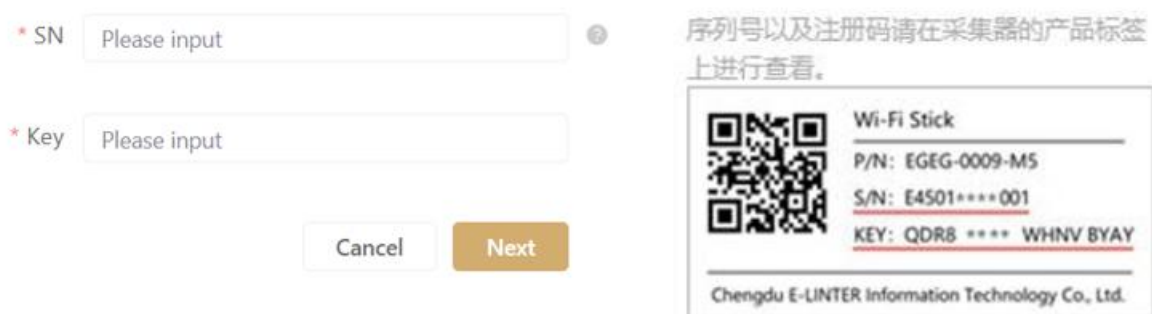 * SN
Please input
* Key
Please input
Cancel
Next
序列号以及注册码请在采集器的产品标签
上进行查看。
Wi-Fi Stick
P/N: EGEG-0009-M5
S/N: E4501****001
KEY: QDR8 **** WHNV BYAY
Chengdu E-LINTER Information Technology Co., Ltd.